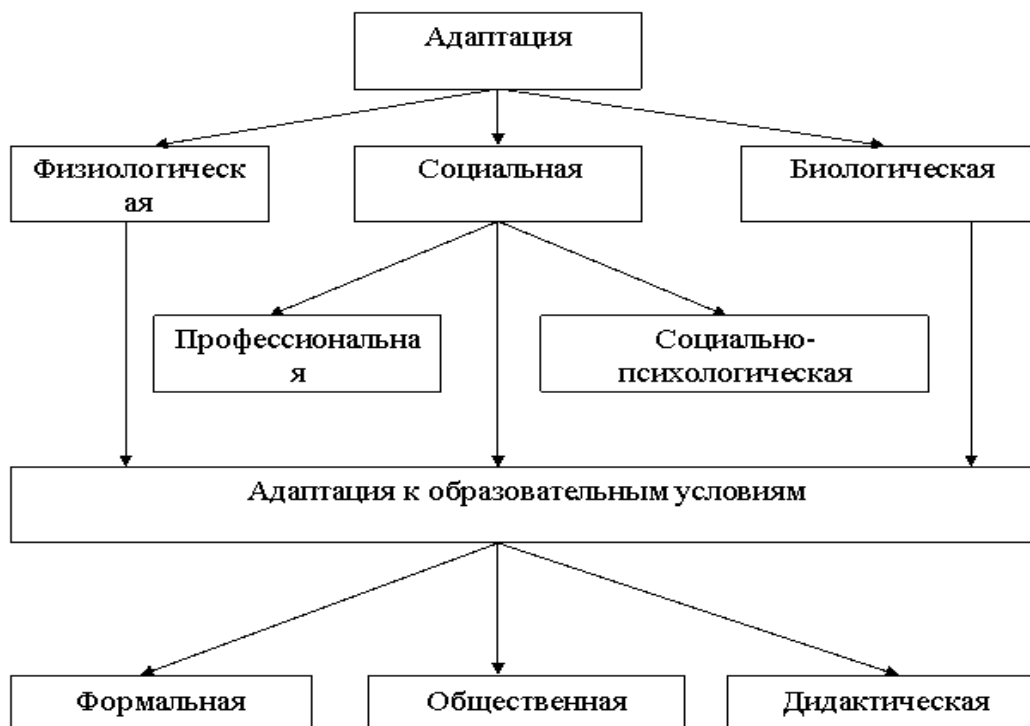 Адаптация
Физиологическ
ая
Социальная
Биологическая
Профессиональна
я
Социально-
психологическая
Адаптация к образовательным условиям
Формальная
Общественная
Дидактическая